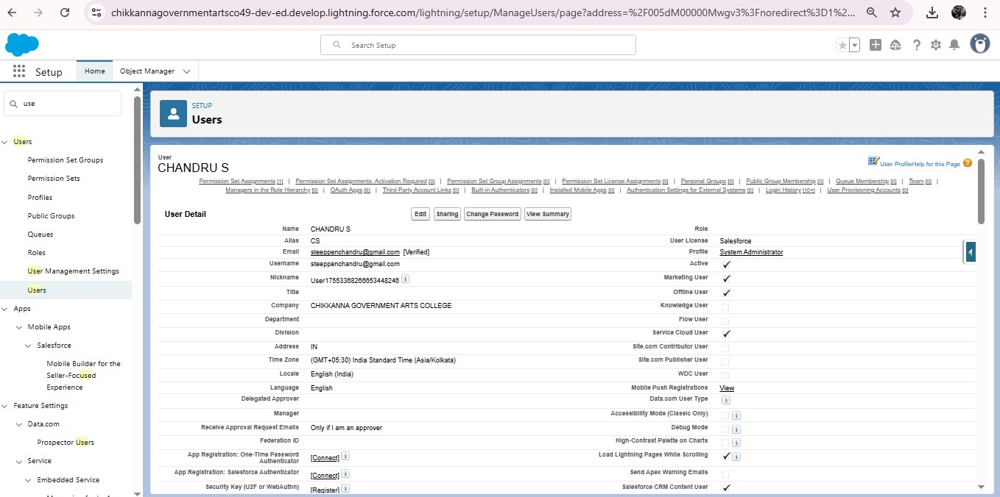 chikkannagovernmentartsco49-dev-ed.develop.lightning.force.com/lightning/setup/ManageUsers/page?address=%2F005dM00000Mwgv3%3Fnoredirect%3D1%2...
Search Setup
Setup
Home
Object Manager
use
Users
Permission Set Groups
Permission Sets
Profiles
Public Groups
Queues
Roles
User Management Settings
Users
Apps
Mobile Apps
Salesforce
Mobile Builder for the
Seller-Focused
Experience
Feature Settings
Data.com
Prospector Users
Service
Embedded Service
SETUP
Users
User
CHANDRU S
User Profile Help for this Page
Permission Set Assignments [1] | Permission Set Assignments: Activation Required [0] | Permission Set Group Assignments [0] | Permission Set License Assignments [0] | Personal Groups [0] | Public Group Membership [0] | Queue Membership [0] | Team [0] |
Managers in the Role Hierarchy [0] | OAuth Apps [6] | Third-Party Account Links [0] | Built-in Authenticators [0] | Installed Mobile Apps [0] | Authentication Settings for External Systems [0] | Login History [10+] | User Provisioning Accounts [0]
User Detail
Edit Sharing Change Password View Summary
Name CHANDRU S Role
Alias CS User License Salesforce
Email steeppenchandru@gmail.com [Verified] Profile System Administrator
Username steeppenchandru@gmail.com Active ✓
Nickname User17553368266653448246 i Marketing User ✓
Title Offline User ✓
Company CHIKKANNA GOVERNMENT ARTS COLLEGE Knowledge User
Department Flow User
Division Service Cloud User ✓
Address IN Site.com Contributor User
Time Zone (GMT+05:30) India Standard Time (Asia/Kolkata) Site.com Publisher User
Locale English (India) WDC User
Language English Mobile Push Registrations View
Delegated Approver Data.com User Type i
Manager Accessibility Mode (Classic Only) i
Receive Approval Request Emails Only if I am an approver Debug Mode i
Federation ID High-Contrast Palette on Charts i
App Registration: One-Time Password
Authenticator [Connect] i Load Lightning Pages While Scrolling ✓ i
App Registration: Salesforce Authenticator [Connect] i Send Apex Warning Emails
Security Key (U2F or WebAuthn) [Register] i Salesforce CRM Content User ✓